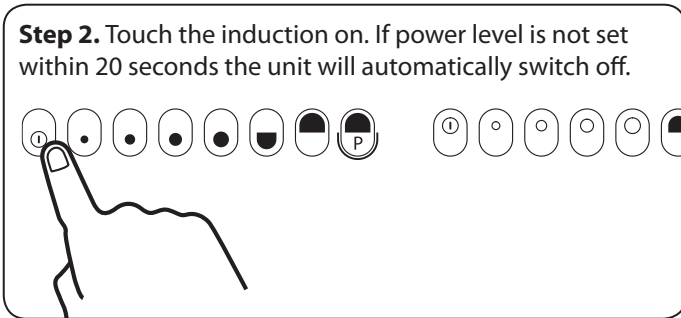 Step 2. Touch the induction on. If power level is not set
within 20 seconds the unit will automatically switch off.
P